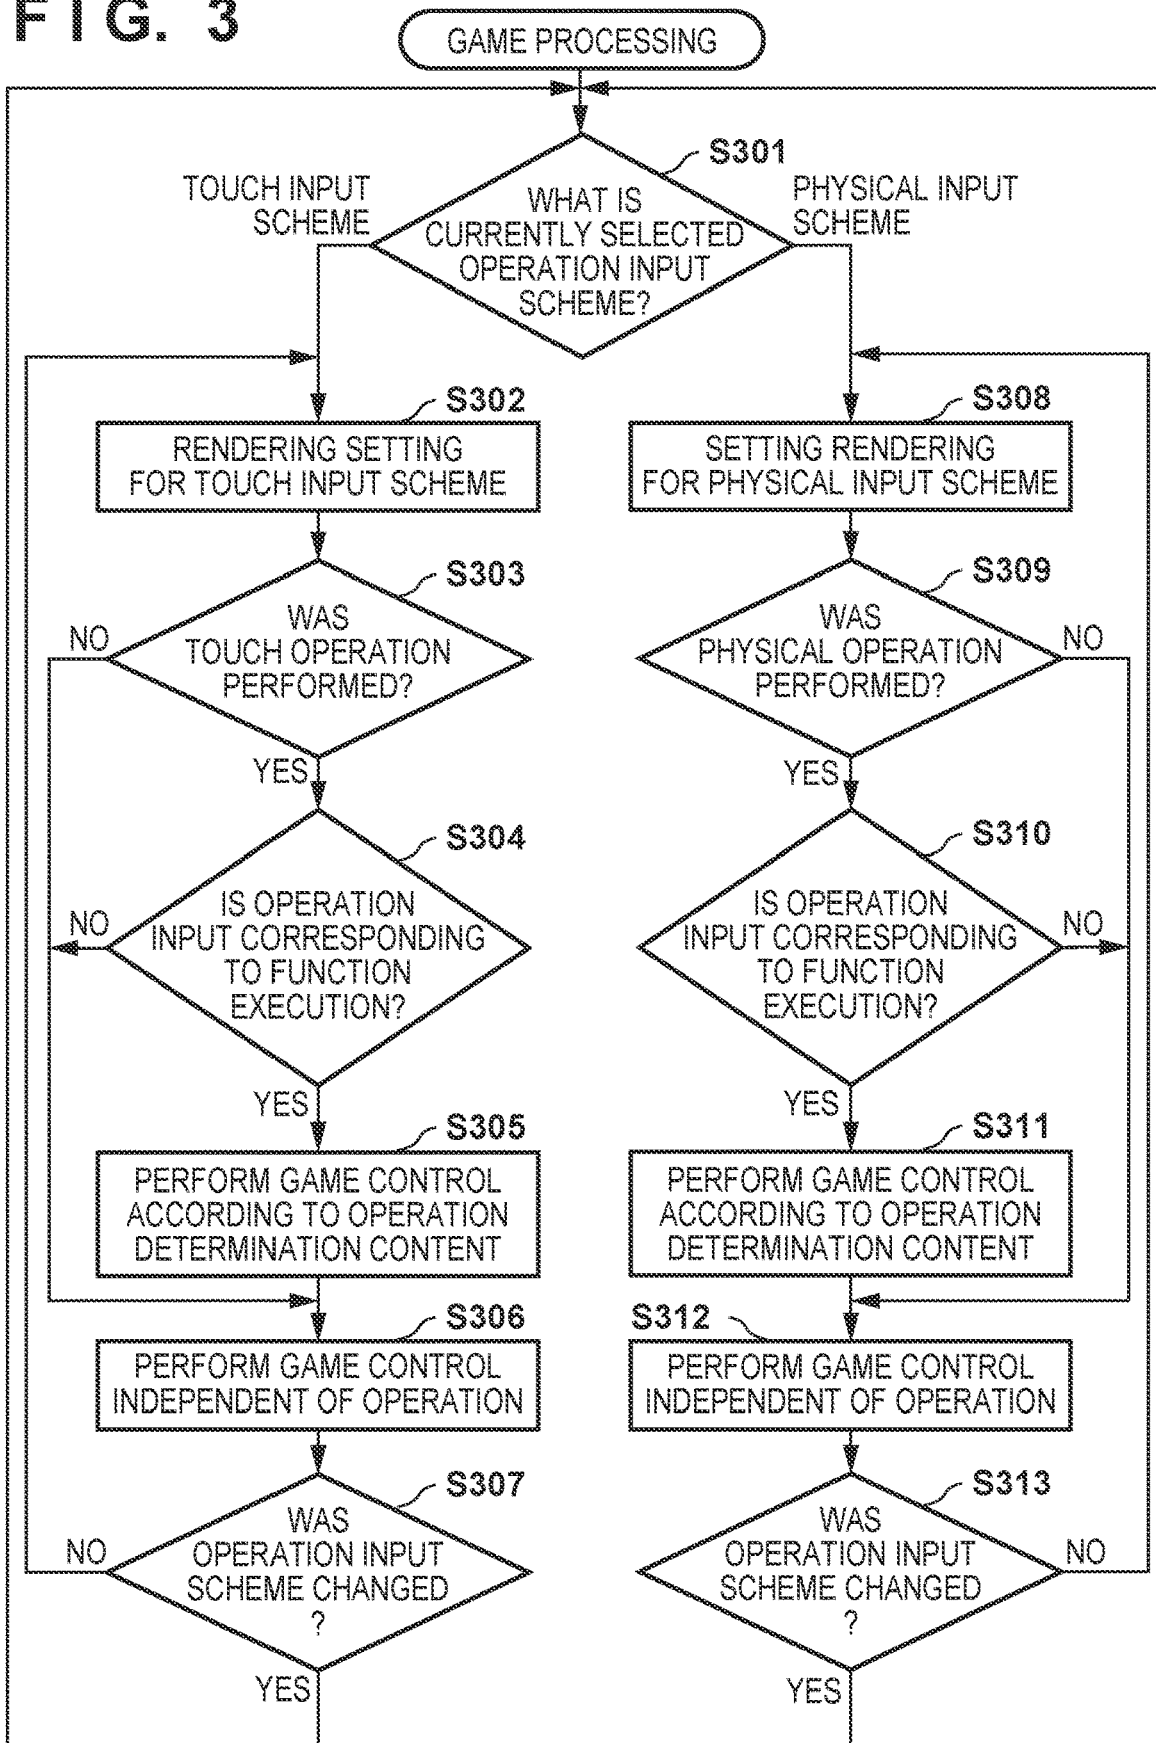 FIG. 3
GAME PROCESSING
S301
WHAT IS
CURRENTLY SELECTED
OPERATION INPUT
SCHEME?
TOUCH INPUT
SCHEME
PHYSICAL INPUT
SCHEME
S302
RENDERING SETTING
FOR TOUCH INPUT SCHEME
S303
WAS
TOUCH OPERATION
PERFORMED?
NO
YES
S304
IS OPERATION
INPUT CORRESPONDING
TO FUNCTION
EXECUTION?
NO
YES
S305
PERFORM GAME CONTROL
ACCORDING TO OPERATION
DETERMINATION CONTENT
S306
PERFORM GAME CONTROL
INDEPENDENT OF OPERATION
S307
WAS
OPERATION INPUT
SCHEME CHANGED
?
NO
YES
S308
SETTING RENDERING
FOR PHYSICAL INPUT SCHEME
S309
WAS
PHYSICAL OPERATION
PERFORMED?
NO
YES
S310
IS OPERATION
INPUT CORRESPONDING
TO FUNCTION
EXECUTION?
NO
YES
S311
PERFORM GAME CONTROL
ACCORDING TO OPERATION
DETERMINATION CONTENT
S312
PERFORM GAME CONTROL
INDEPENDENT OF OPERATION
S313
WAS
OPERATION INPUT
SCHEME CHANGED
?
NO
YES